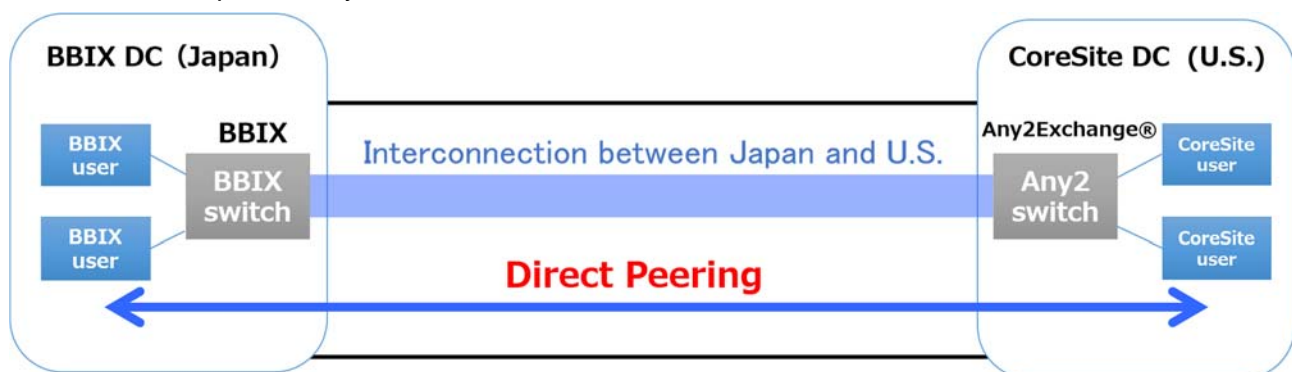 BBIX DC (Japan)
BBIX
BBIX
user
BBIX
switch
BBIX
user
Interconnection between Japan and U.S.
Direct Peering
CoreSite DC (U.S.)
Any2Exchange®
Any2
switch
CoreSite
user
CoreSite
user